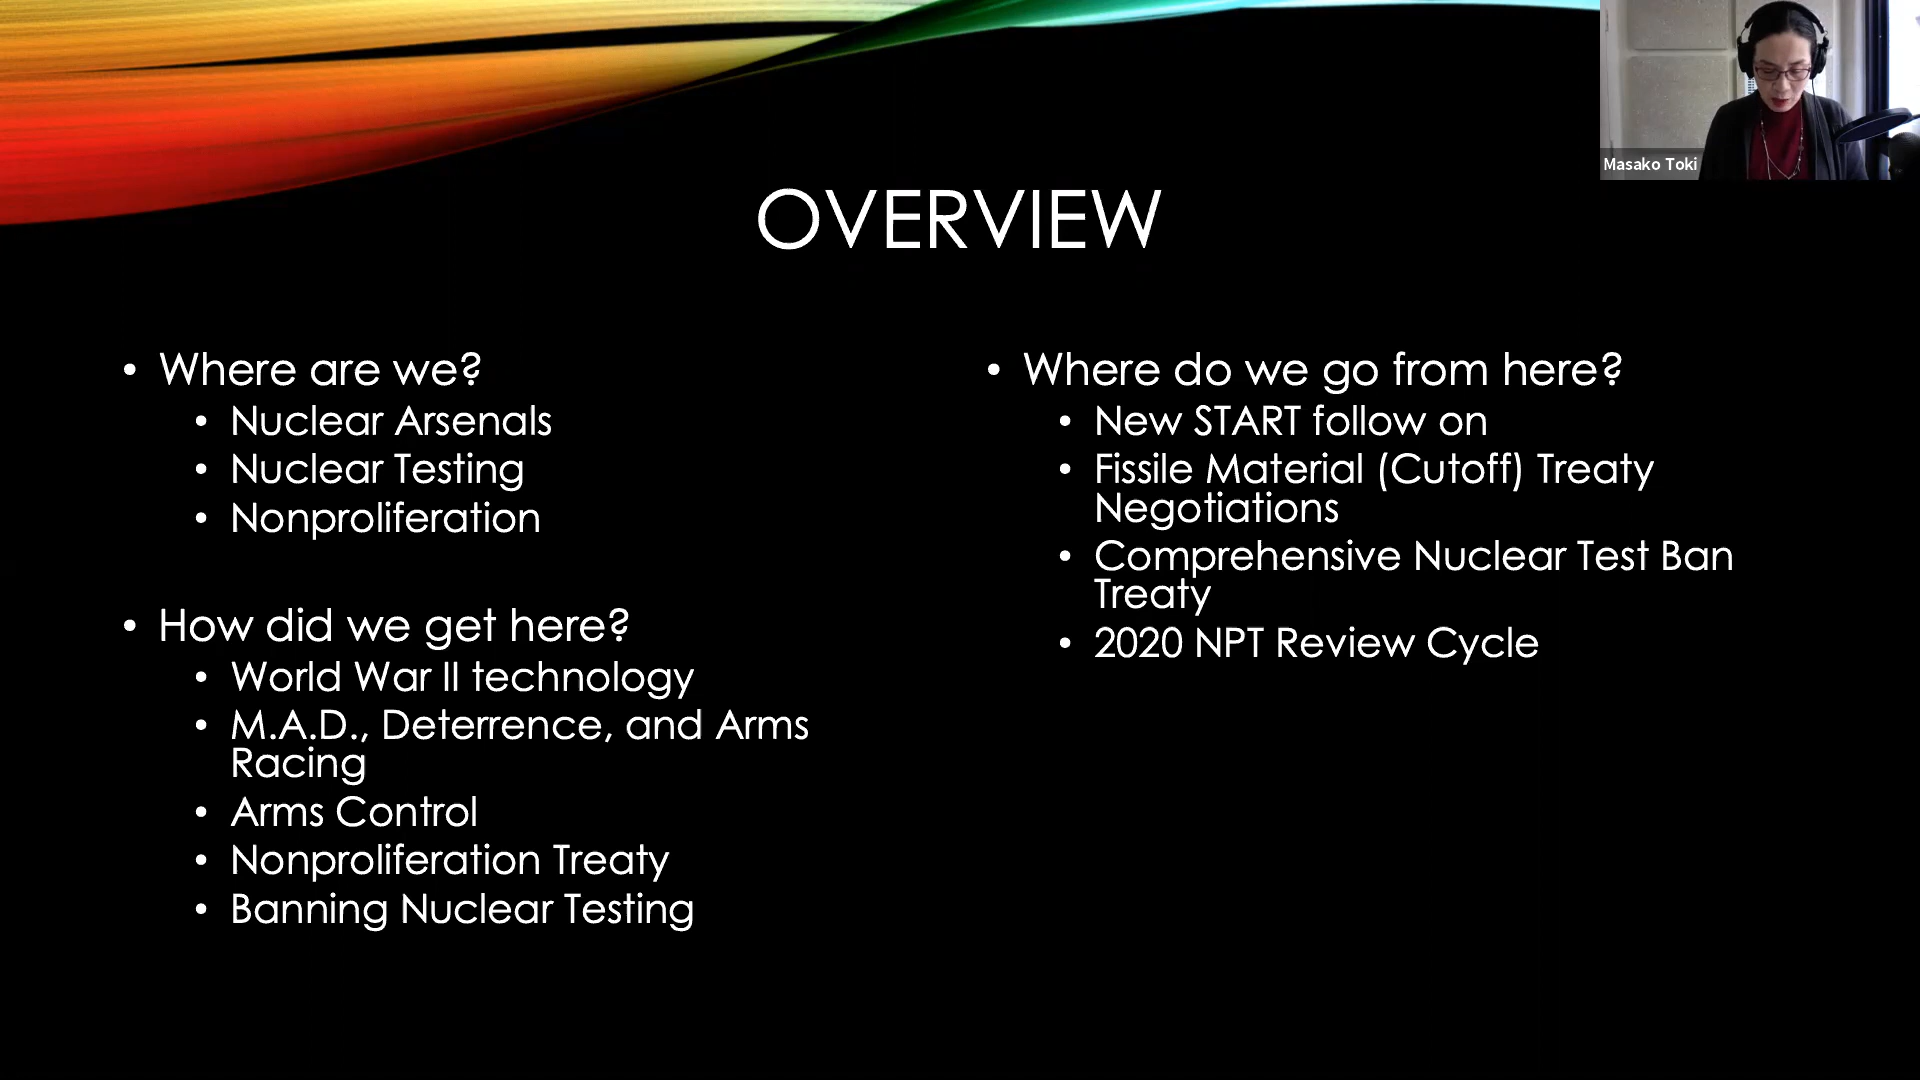 Masako Toki
OVERVIEW
• Where are we?
• Nuclear Arsenals
• Nuclear Testing
• Nonproliferation
• How did we get here?
• World War II technology
• M.A.D., Deterrence, and Arms
Racing
• Arms Control
• Nonproliferation Treaty
• Banning Nuclear Testing
• Where do we go from here?
• New START follow on
• Fissile Material (Cutoff) Treaty
Negotiations
• Comprehensive Nuclear Test Ban
Treaty
• 2020 NPT Review Cycle